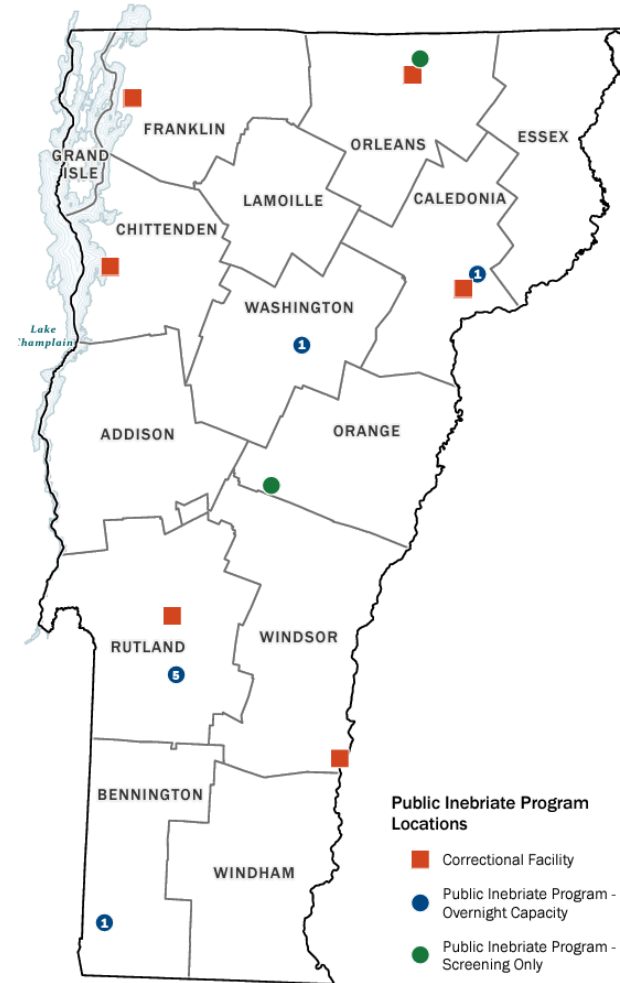 FRANKLIN
ORLEANS
ESSEX
GRAND
ISLE
LAMOILLE
CALEDONIA
CHITTENDEN
1
WASHINGTON
Lake
Champlain
1
ADDISON
ORANGE
WINDSOR
RUTLAND
5
BENNINGTON
WINDHAM
1
Public Inebriate Program
Locations
Correctional Facility
Public Inebriate Program -
Overnight Capacity
Public Inebriate Program -
Screening Only